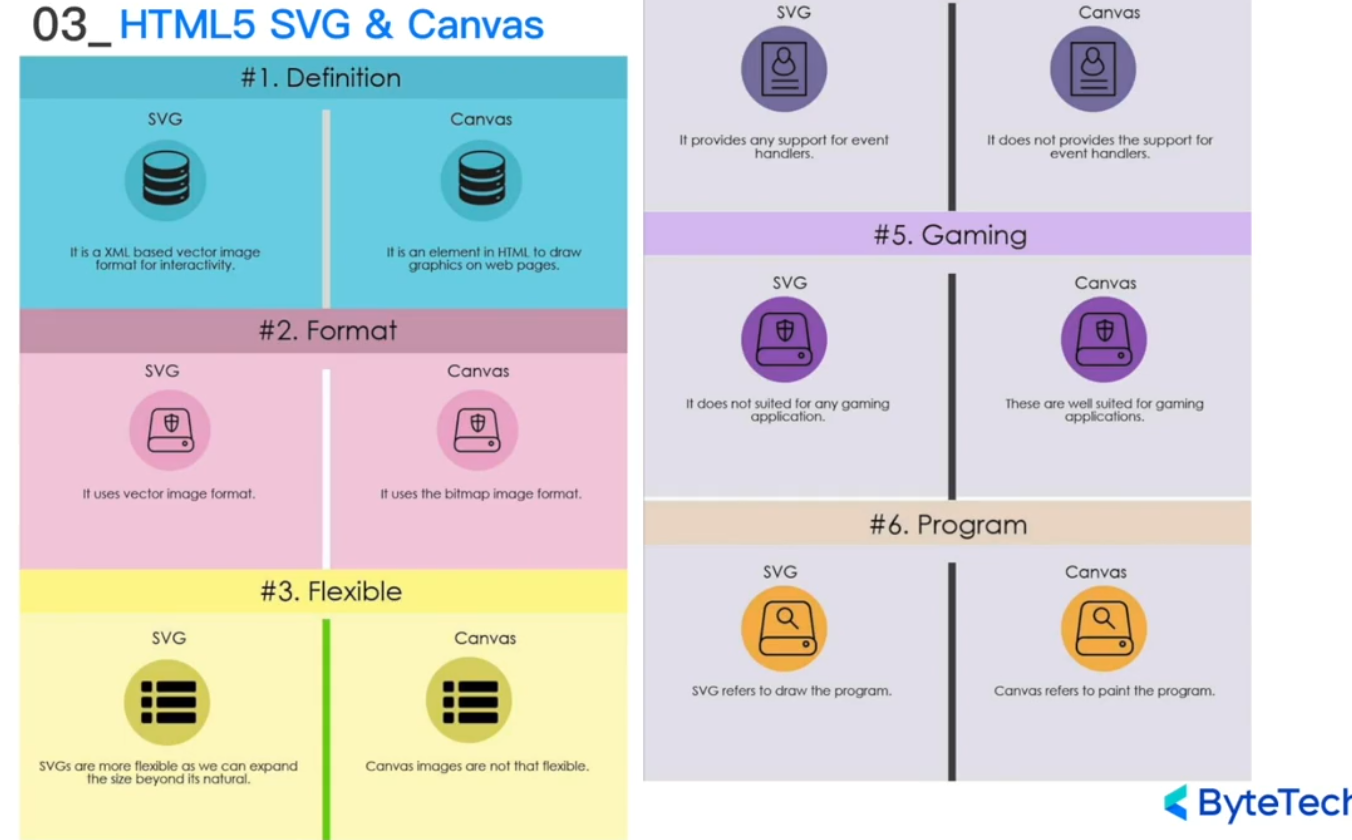 03_ HTML5 SVG & Canvas
#1. Definition
SVG
Canvas
It is a XML based vector image
format for interactivity.
It is an element in HTML to draw
graphics on web pages.
#2. Format
SVG
Canvas
It uses vector image format.
It uses the bitmap image format.
#3. Flexible
SVG
Canvas
SVGs are more flexible as we can expand
the size beyond its natural.
Canvas images are not that flexible.
SVG
Canvas
It provides any support for event
handlers.
It does not provides the support for
event handlers.
#5. Gaming
SVG
Canvas
It does not suited for any gaming
application.
These are well suited for gaming
applications.
#6. Program
SVG
Canvas
SVG refers to draw the program.
Canvas refers to paint the program.
ByteTech